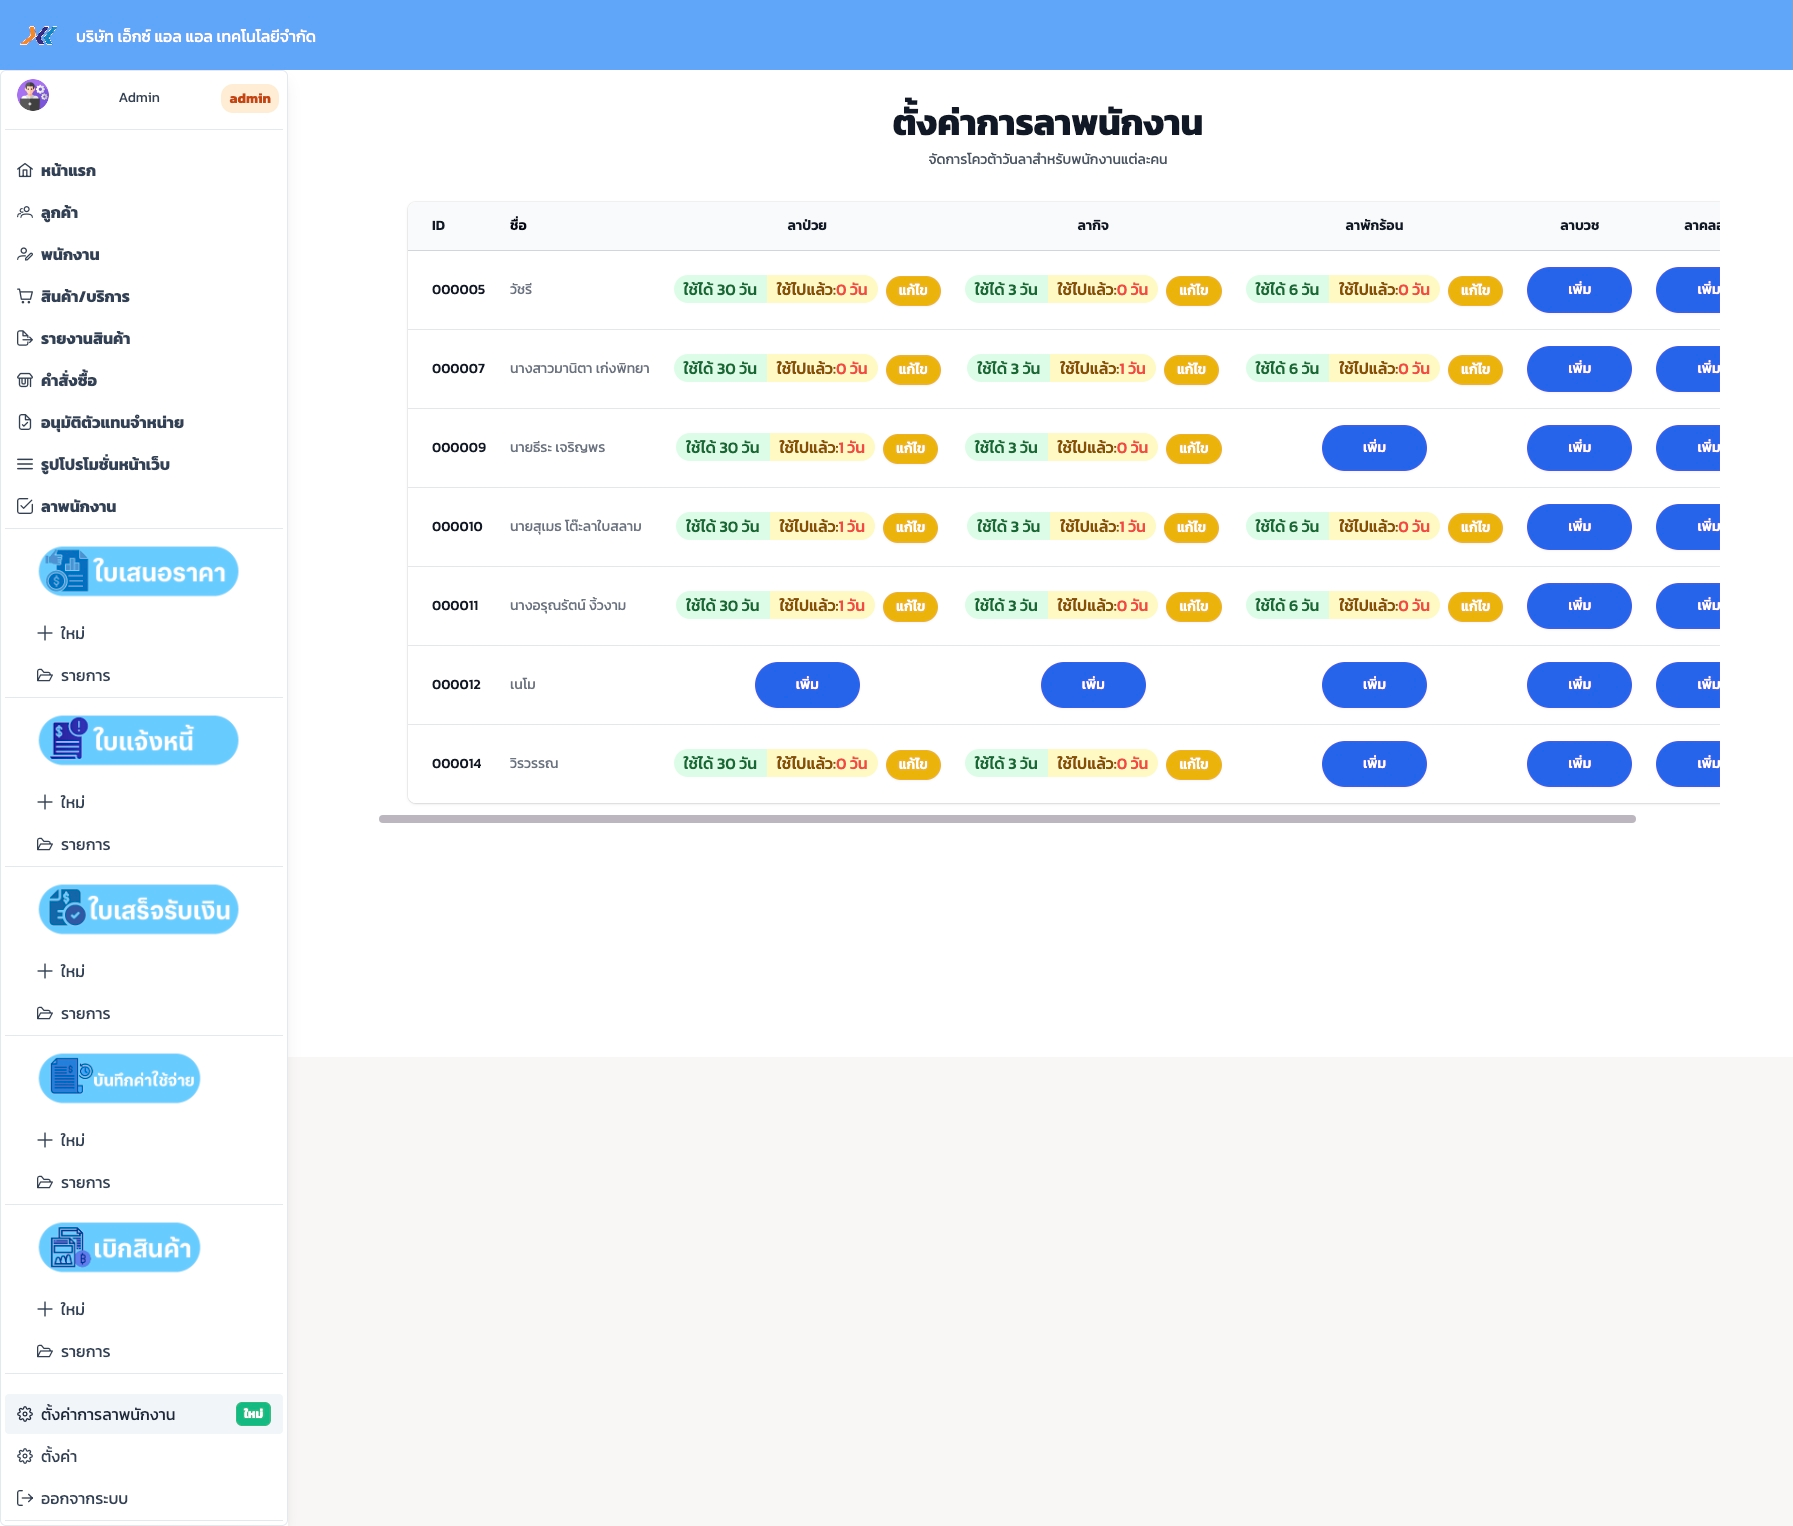 บริษัท เอ็กซ์ แอล แอล เทคโนโลยีจำกัด
Admin
admin
หน้าแรก
ลูกค้า
พนักงาน
สินค้า/บริการ
รายงานสินค้า
คำสั่งซื้อ
อนุมัติตัวแทนจำหน่าย
รูปโปรโมชั่นหน้าเว็บ
ลาพนักงาน
ใบเสนอราคา
ใหม่
รายการ
ใบแจ้งหนี้
ใหม่
รายการ
ใบเสร็จรับเงิน
ใหม่
รายการ
บันทึกค่าใช้จ่าย
ใหม่
รายการ
เบิกสินค้า
ใหม่
รายการ
ตั้งค่าการลาพนักงาน ใหม่
ตั้งค่า
ออกจากระบบ
ตั้งค่าการลาพนักงาน
จัดการโควต้าวันลาสำหรับพนักงานแต่ละคน
ID ชื่อ ลาป่วย ลากิจ ลาพักร้อน ลาบวช ลาคลอ
000005 วัชรี ใช้ได้ 30 วัน ใช้ไปแล้ว:0 วัน แก้ไข ใช้ได้ 3 วัน ใช้ไปแล้ว:0 วัน แก้ไข ใช้ได้ 6 วัน ใช้ไปแล้ว:0 วัน แก้ไข เพิ่ม เพิ่ม
000007 นางสาวมานิตา เก่งพิทยา ใช้ได้ 30 วัน ใช้ไปแล้ว:0 วัน แก้ไข ใช้ได้ 3 วัน ใช้ไปแล้ว:1 วัน แก้ไข ใช้ได้ 6 วัน ใช้ไปแล้ว:0 วัน แก้ไข เพิ่ม เพิ่ม
000009 นายธีระ เจริญพร ใช้ได้ 30 วัน ใช้ไปแล้ว:1 วัน แก้ไข ใช้ได้ 3 วัน ใช้ไปแล้ว:0 วัน แก้ไข เพิ่ม เพิ่ม เพิ่ม
000010 นายสุเมธ โต๊ะลาใบสลาม ใช้ได้ 30 วัน ใช้ไปแล้ว:1 วัน แก้ไข ใช้ได้ 3 วัน ใช้ไปแล้ว:1 วัน แก้ไข ใช้ได้ 6 วัน ใช้ไปแล้ว:0 วัน แก้ไข เพิ่ม เพิ่ม
000011 นางอรุณรัตน์ งิ้วงาม ใช้ได้ 30 วัน ใช้ไปแล้ว:1 วัน แก้ไข ใช้ได้ 3 วัน ใช้ไปแล้ว:0 วัน แก้ไข ใช้ได้ 6 วัน ใช้ไปแล้ว:0 วัน แก้ไข เพิ่ม เพิ่ม
000012 เนโม เพิ่ม เพิ่ม เพิ่ม เพิ่ม เพิ่ม
000014 วิรวรรณ ใช้ได้ 30 วัน ใช้ไปแล้ว:0 วัน แก้ไข ใช้ได้ 3 วัน ใช้ไปแล้ว:0 วัน แก้ไข เพิ่ม เพิ่ม เพิ่ม